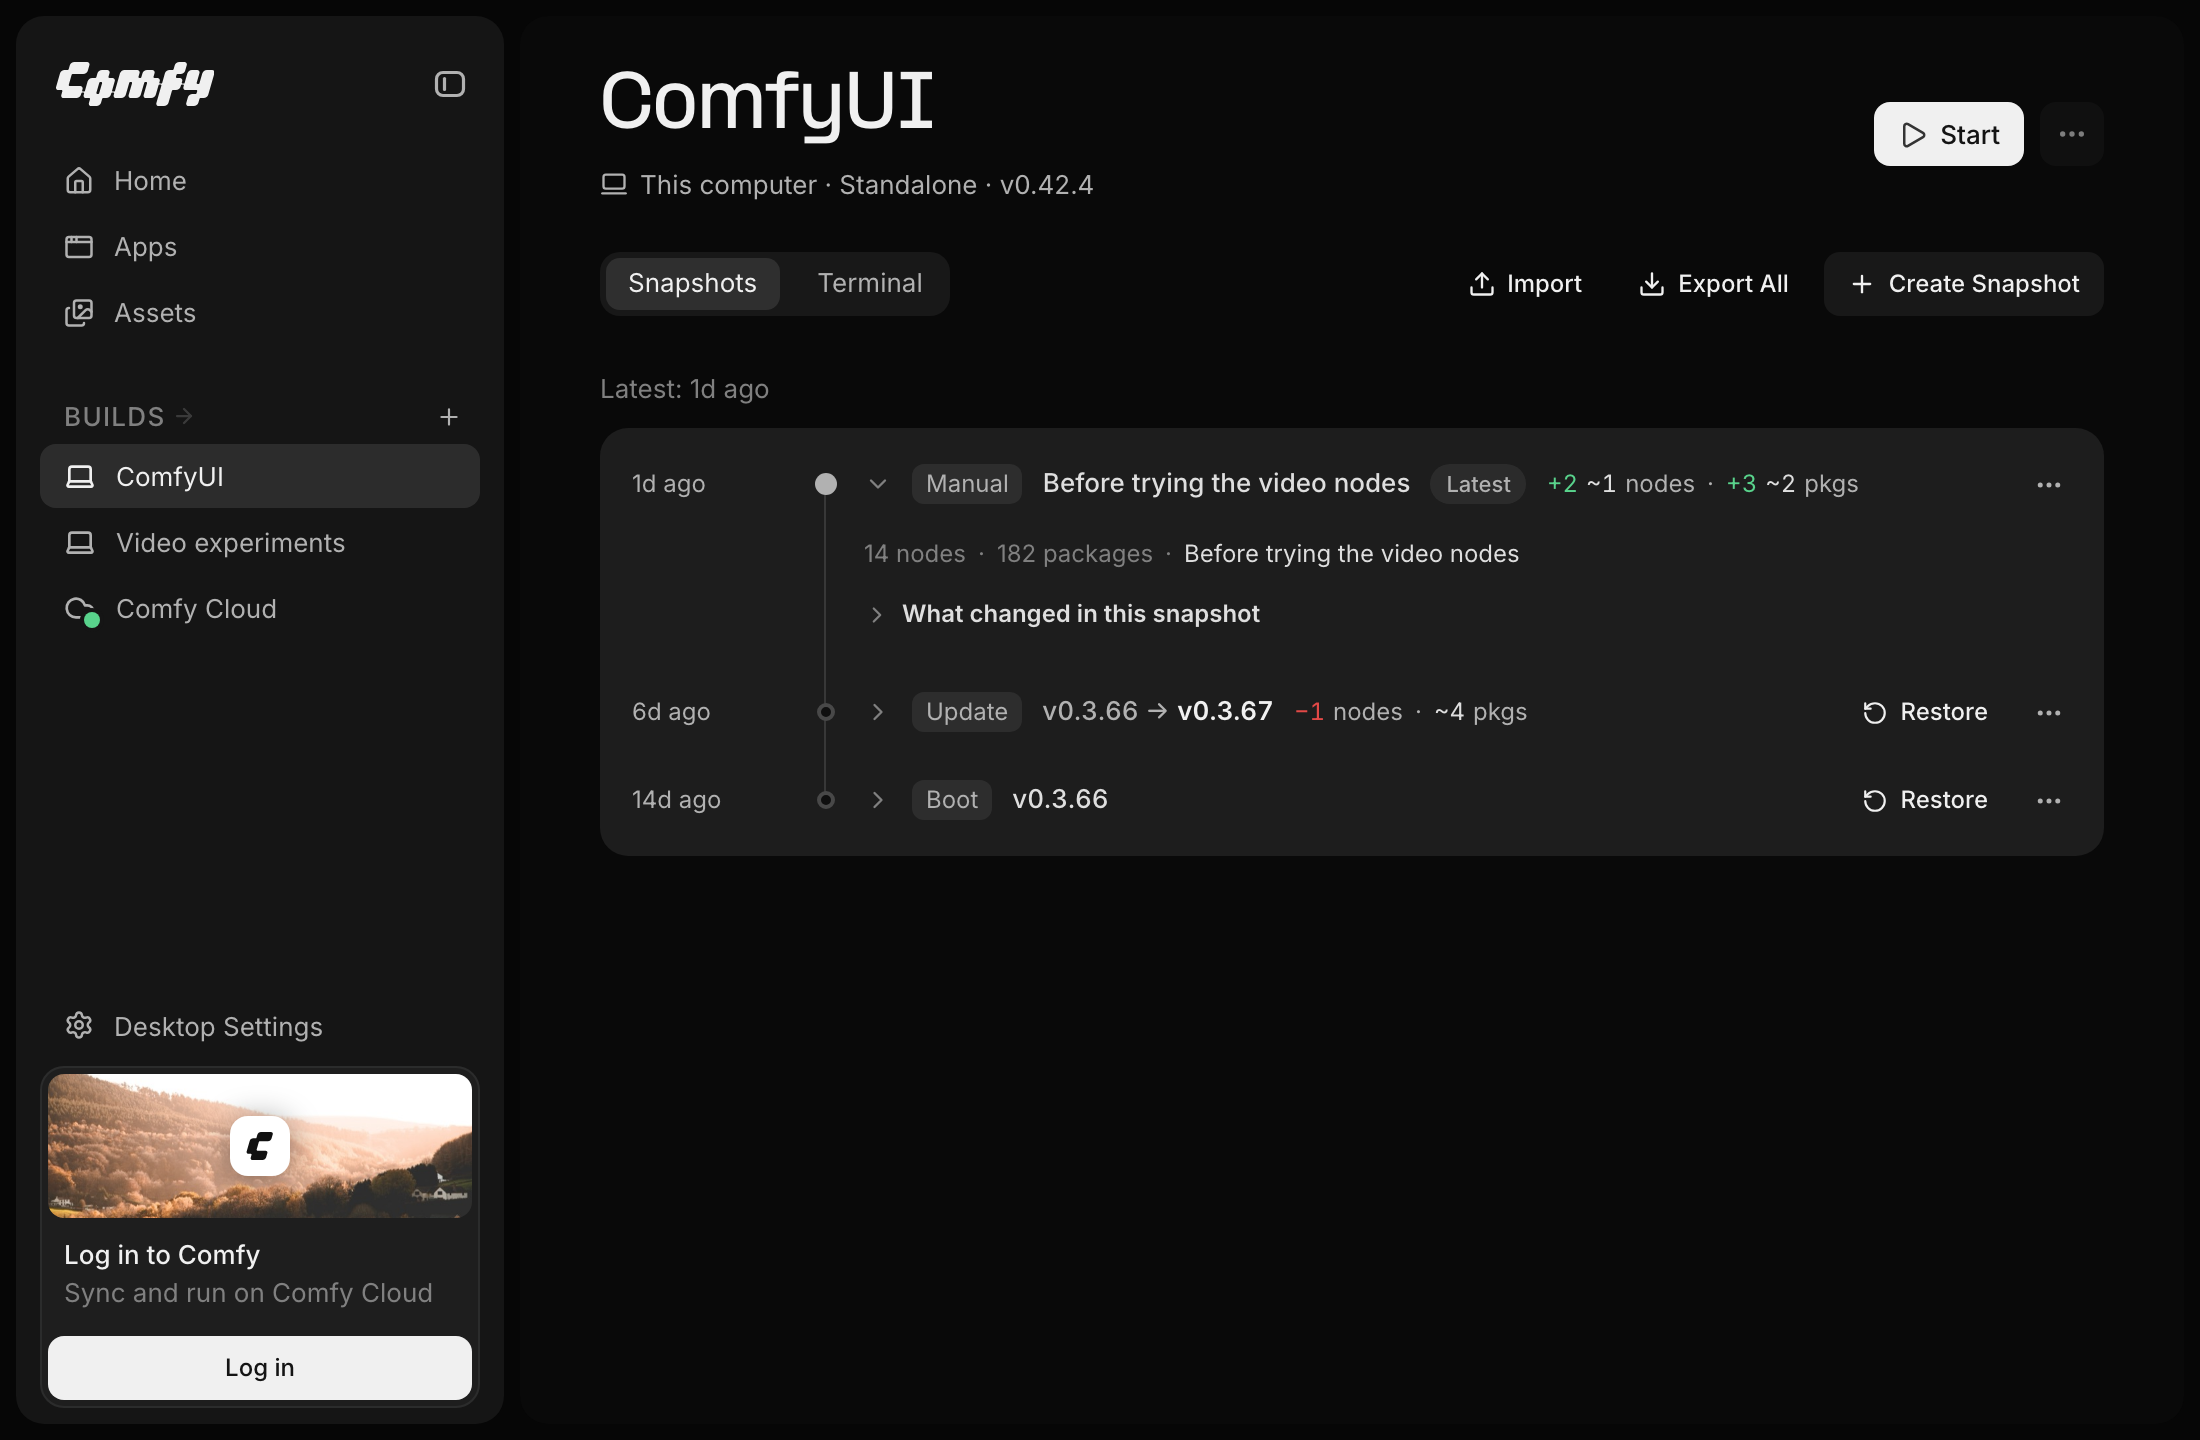 Comfy
Home
Apps
Assets
BUILDS →
ComfyUI
Video experiments
Comfy Cloud
Desktop Settings
Log in to Comfy
Sync and run on Comfy Cloud
Log in
ComfyUI
This computer · Standalone · v0.42.4
Start
Snapshots Terminal
Import Export All + Create Snapshot
Latest: 1d ago
1d ago Manual Before trying the video nodes Latest +2 ~1 nodes · +3 ~2 pkgs
14 nodes · 182 packages · Before trying the video nodes
What changed in this snapshot
6d ago Update v0.3.66 → v0.3.67 −1 nodes · ~4 pkgs Restore
14d ago Boot v0.3.66 Restore